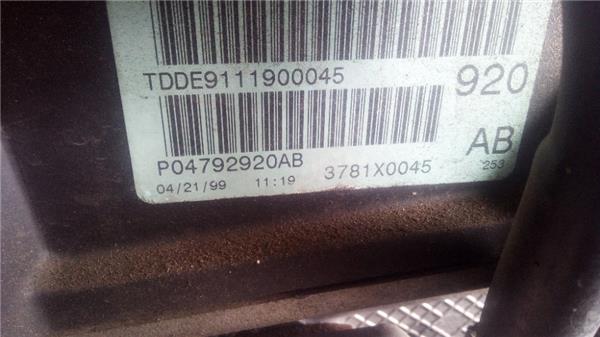 TDDE9111900045 920
P04792920AB 3781X0045 AB
04/21/99 11:19 253